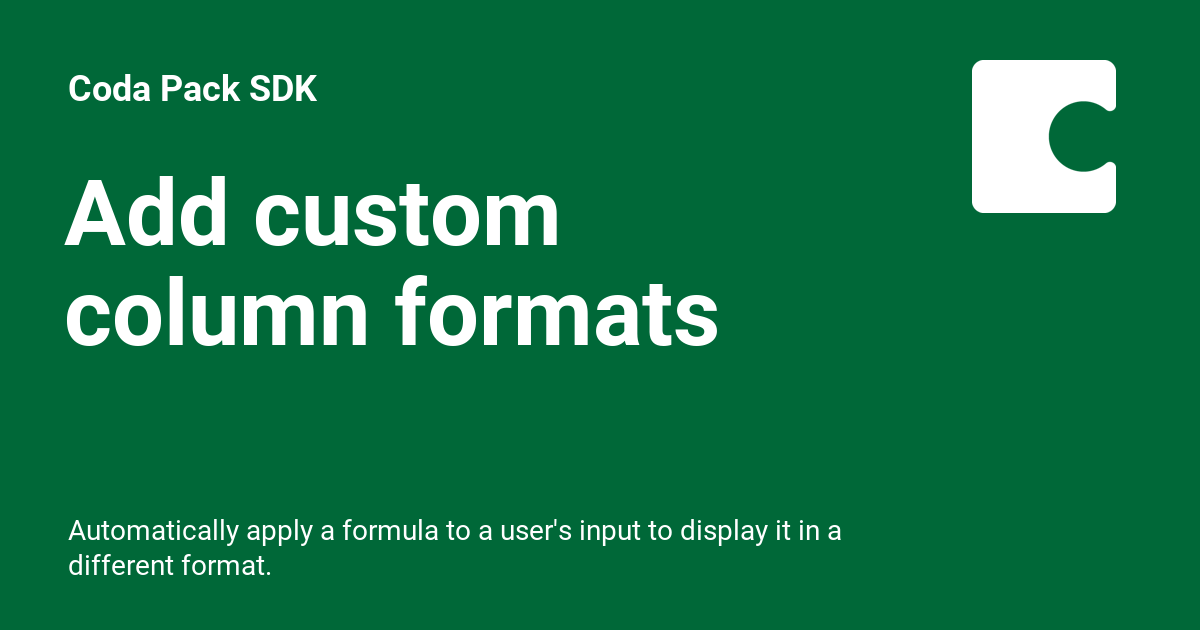 Coda Pack SDK
Add custom
column formats
Automatically apply a formula to a user's input to display it in a
different format.